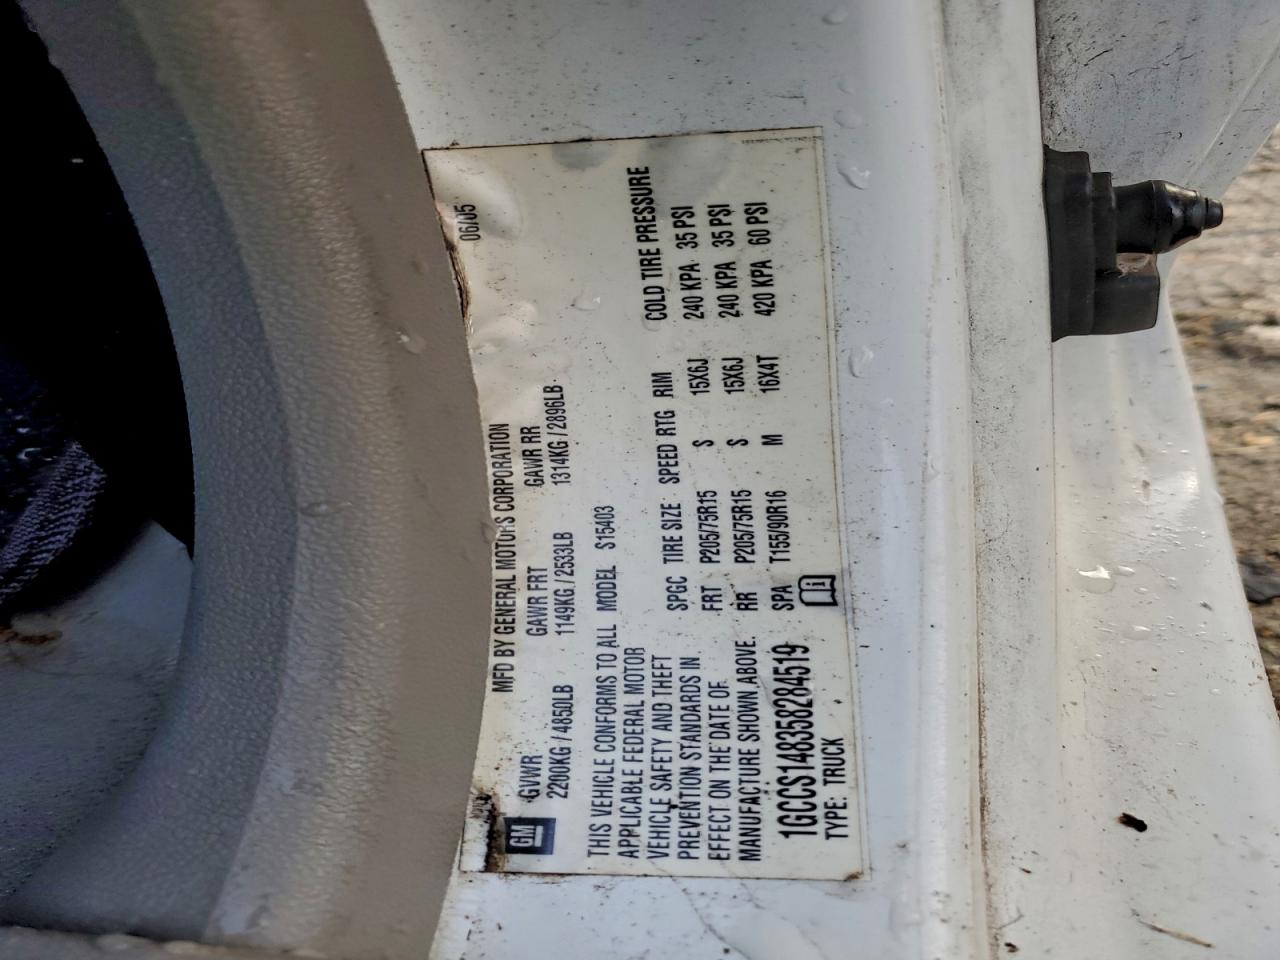 06/05
MFD BY GENERAL MOTORS CORPORATION
GM
GVWR GAWR FRT GAWR RR
2200KG / 4850LB 1149KG / 2533LB 1314KG / 2896LB
THIS VEHICLE CONFORMS TO ALL
APPLICABLE FEDERAL MOTOR
VEHICLE SAFETY AND THEFT
PREVENTION STANDARDS IN
EFFECT ON THE DATE OF
MANUFACTURE SHOWN ABOVE.
1GCCS148358284519
TYPE: TRUCK
MODEL S15403
COLD TIRE PRESSURE
SPGC TIRE SIZE SPEED RTG RIM
FRT P205/75R15 S 15X6J 240 KPA 35 PSI
RR P205/75R15 S 15X6J 240 KPA 35 PSI
SPA T155/90R16 M 16X4T 420 KPA 60 PSI